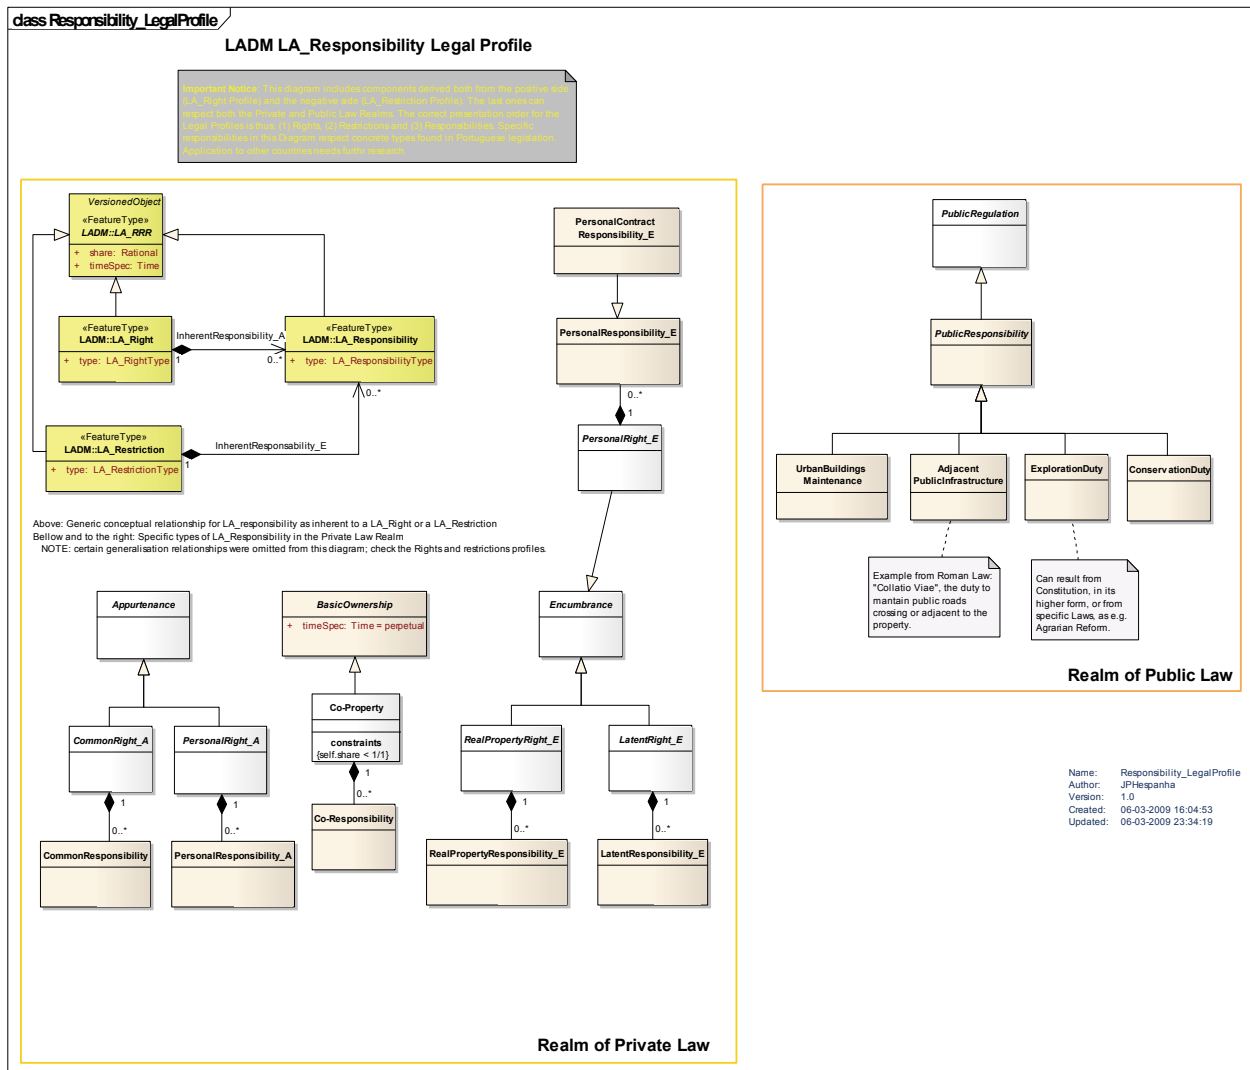 class Responsibility_LegalProfile
LADM LA_Responsibility Legal Profile
Important Notice: This diagram includes components derived both from the positive side
(LA_Right Profile) and the negative side (LA_Restriction Profile). The last ones can
respect both the Private and Public Law Realms. The correct presentation order for the
Legal Profiles is thus: (1) Rights, (2) Restrictions and (3) Responsibilities. Specific
responsibilities in this Diagram respect concrete types found in Portuguese legislation.
Application to other countries needs furthr research.
VersionedObject
«FeatureType»
LADM::LA_RRR
+ share: Rational
+ timeSpec: Time
«FeatureType»
LADM::LA_Right
+ type: LA_RightType
InherentResponsibility_A
1
0..*
«FeatureType»
LADM::LA_Responsibility
+ type: LA_ResponsibilityType
0..*
«FeatureType»
LADM::LA_Restriction
+ type: LA_RestrictionType
InherentResponsability_E
1
PersonalContract
Responsibility_E
PersonalResponsibility_E
0..*
1
PersonalRight_E
Above: Generic conceptual relationship for LA_responsibility as inherent to a LA_Right or a LA_Restriction
Bellow and to the right: Specific types of LA_Responsibility in the Private Law Realm
NOTE: certain generalisation relationships were omitted from this diagram; check the Rights and restrictions profiles.
Appurtenance
BasicOwnership
+ timeSpec: Time = perpetual
Encumbrance
CommonRight_A
PersonalRight_A
Co-Property
constraints
{self.share < 1/1}
RealPropertyRight_E
LatentRight_E
1
0..*
1
0..*
1
0..*
1
0..*
1
0..*
CommonResponsibility
PersonalResponsibility_A
Co-Responsibility
RealPropertyResponsibility_E
LatentResponsibility_E
Realm of Private Law
PublicRegulation
PublicResponsibility
UrbanBuildings
Maintenance
Adjacent
PublicInfrastructure
ExplorationDuty
ConservationDuty
Example from Roman Law:
"Collatio Viae", the duty to
mantain public roads
crossing or adjacent to the
property.
Can result from
Constitution, in its
higher form, or from
specific Laws, as e.g.
Agrarian Reform.
Realm of Public Law
Name: Responsibility_LegalProfile
Author: JPHespanha
Version: 1.0
Created: 06-03-2009 16:04:53
Updated: 06-03-2009 23:34:19